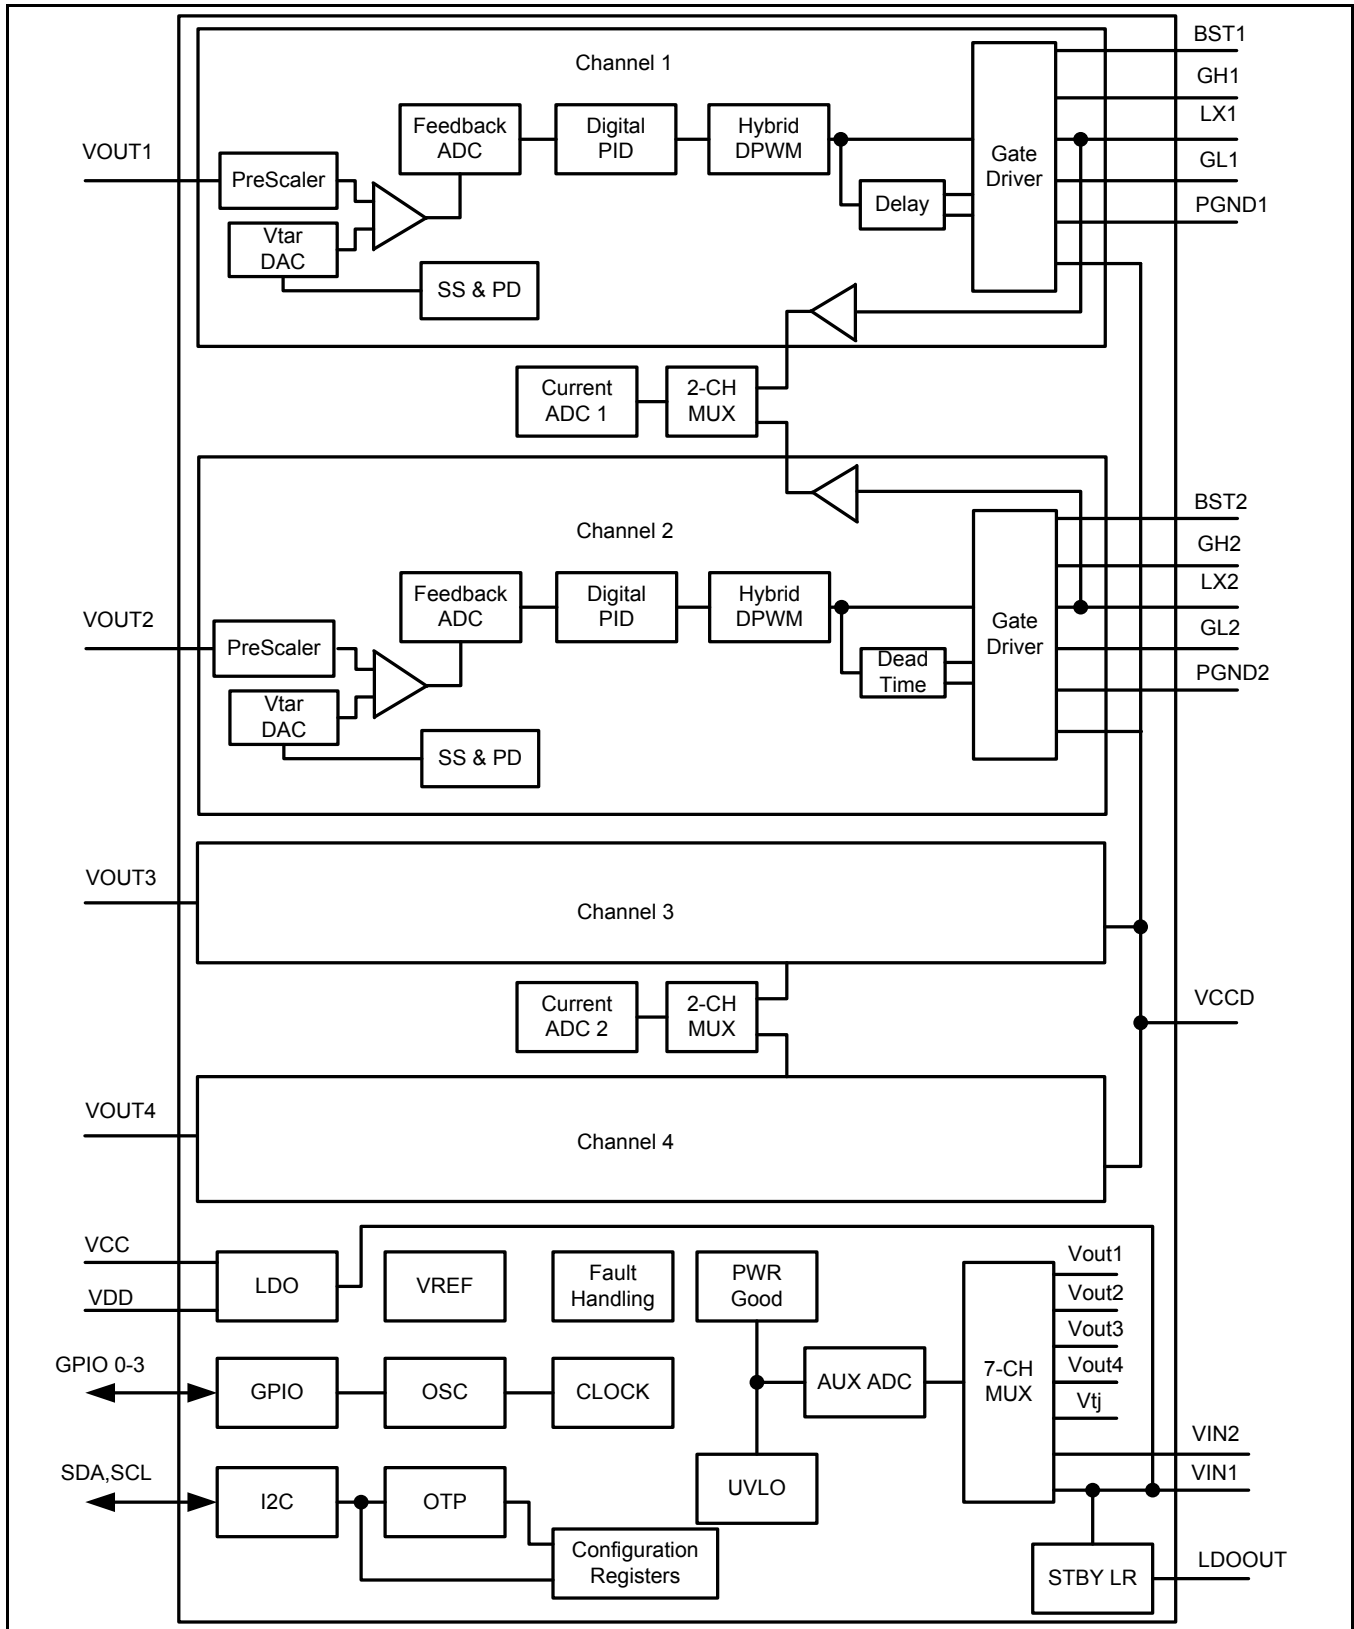 Channel 1
BST1
GH1
LX1
GL1
PGND1
VOUT1
PreScaler
Feedback
ADC
Digital
PID
Hybrid
DPWM
Gate
Driver
Delay
Vtar
DAC
SS & PD
Current
ADC 1
2-CH
MUX
Channel 2
BST2
GH2
LX2
GL2
PGND2
VOUT2
PreScaler
Feedback
ADC
Digital
PID
Hybrid
DPWM
Gate
Driver
Dead
Time
Vtar
DAC
SS & PD
VOUT3
Channel 3
Current
ADC 2
2-CH
MUX
VCCD
VOUT4
Channel 4
VCC
VDD
LDO
VREF
Fault
Handling
PWR
Good
Vout1
Vout2
Vout3
Vout4
Vtj
GPIO 0-3
GPIO
OSC
CLOCK
AUX ADC
7-CH
MUX
VIN2
VIN1
SDA,SCL
I2C
OTP
UVLO
Configuration
Registers
STBY LR
LDOOUT